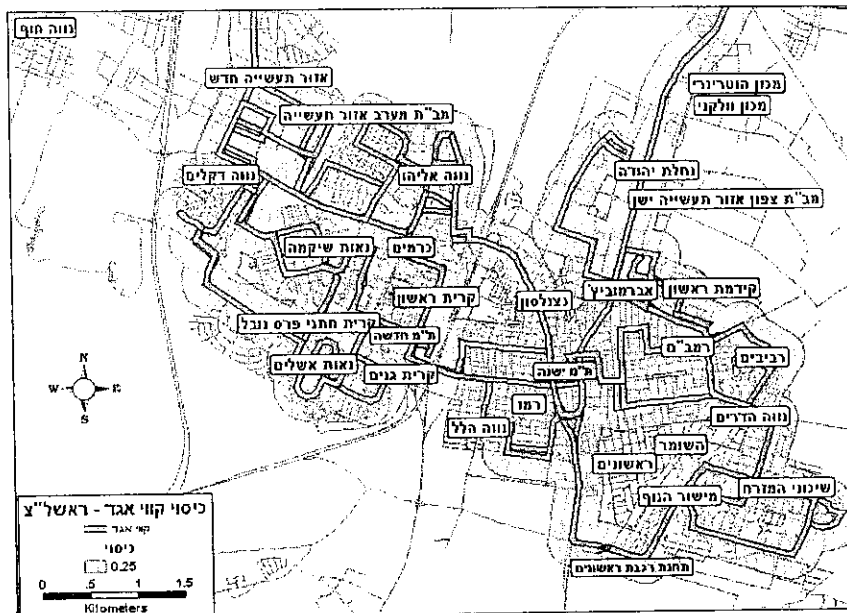 נווה חוף
אזור תעשייה חדש
מב"ת מערב אזור תעשייה
מכון הוטרינרי
מכון וולקני
נווה דקלים
נווה אליהו
נחלת יהודה
מב"ת צפון אזור תעשייה ישן
נאות שיקמה
כרמים
קרית ראשון
נצנלסון
אברמוביץ'
קידמת ראשון
קרית חתני פרס נובל
ת"מ חדשה
רמב"ם
רביבים
נאות אשלים
קרית גנים
ת"מ ישנה
רמז
נווה הלל
נווה הדרים
השומר
ראשונים
מישור הנוף
שיכוני המזרח
תחנת רכבת ראשונים
N
W
E
S
כיסוי קווי אגד - ראשל"צ
קווי אגד
כיסוי
0.25
0 .5 1 1.5
Kilometers